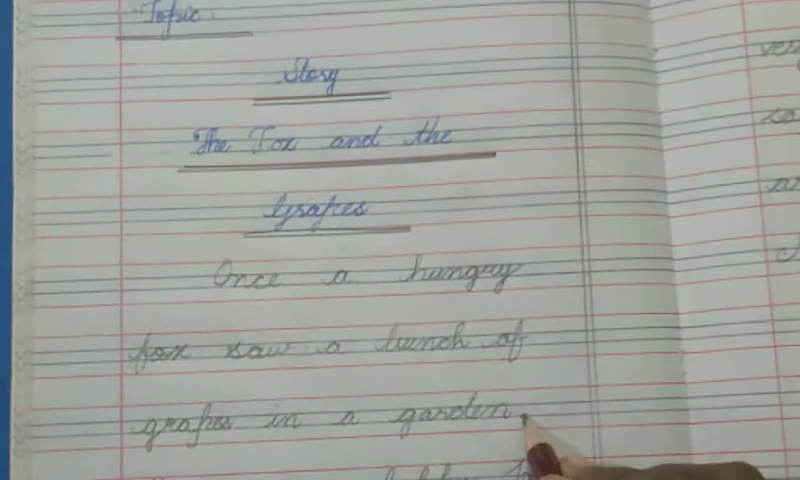 Topic.
Story
The Fox and the
Grapes
Once a hungry
fox saw a bunch of
grapes in a garden.